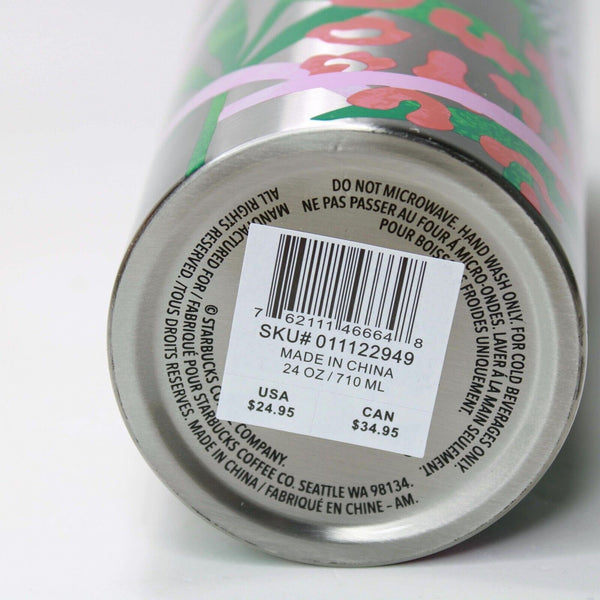 7 62111 46664 8
SKU# 011122949
MADE IN CHINA
24 OZ / 710 ML
USA
$24.95
CAN
$34.95
DO NOT MICROWAVE. HAND WASH ONLY. FOR COLD BEVERAGES ONLY.
NE PAS PASSER AU FOUR À MICRO-ONDES. LAVER À LA MAIN SEULEMENT.
POUR FROIDES UNIQUEMENT.
© STARBUCKS COMPANY.
MANUFACTURED FOR / FABRIQUÉ POUR STARBUCKS COFFEE CO. SEATTLE WA 98134.
ALL RIGHTS RESERVED./TOUS DROITS RÉSERVÉS. MADE IN CHINA / FABRIQUÉ EN CHINE - AM.